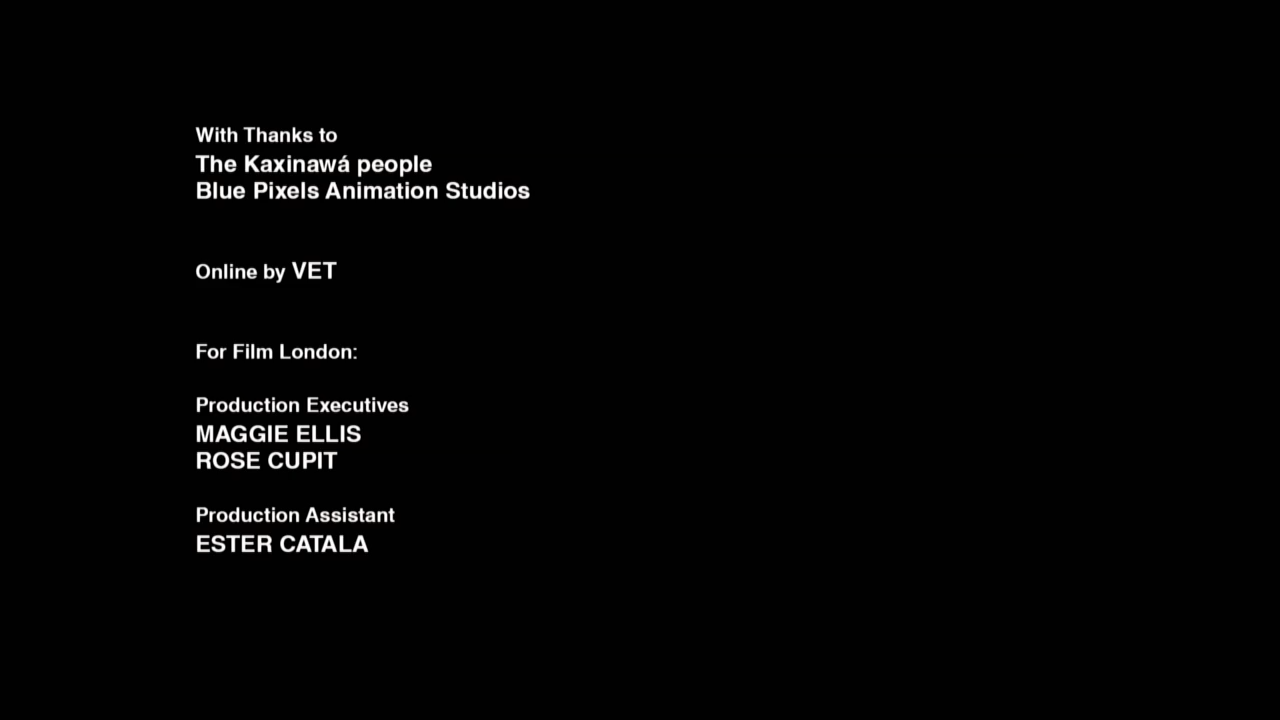 With Thanks to
The Kaxinawá people
Blue Pixels Animation Studios
Online by VET
For Film London:
Production Executives
MAGGIE ELLIS
ROSE CUPIT
Production Assistant
ESTER CATALA